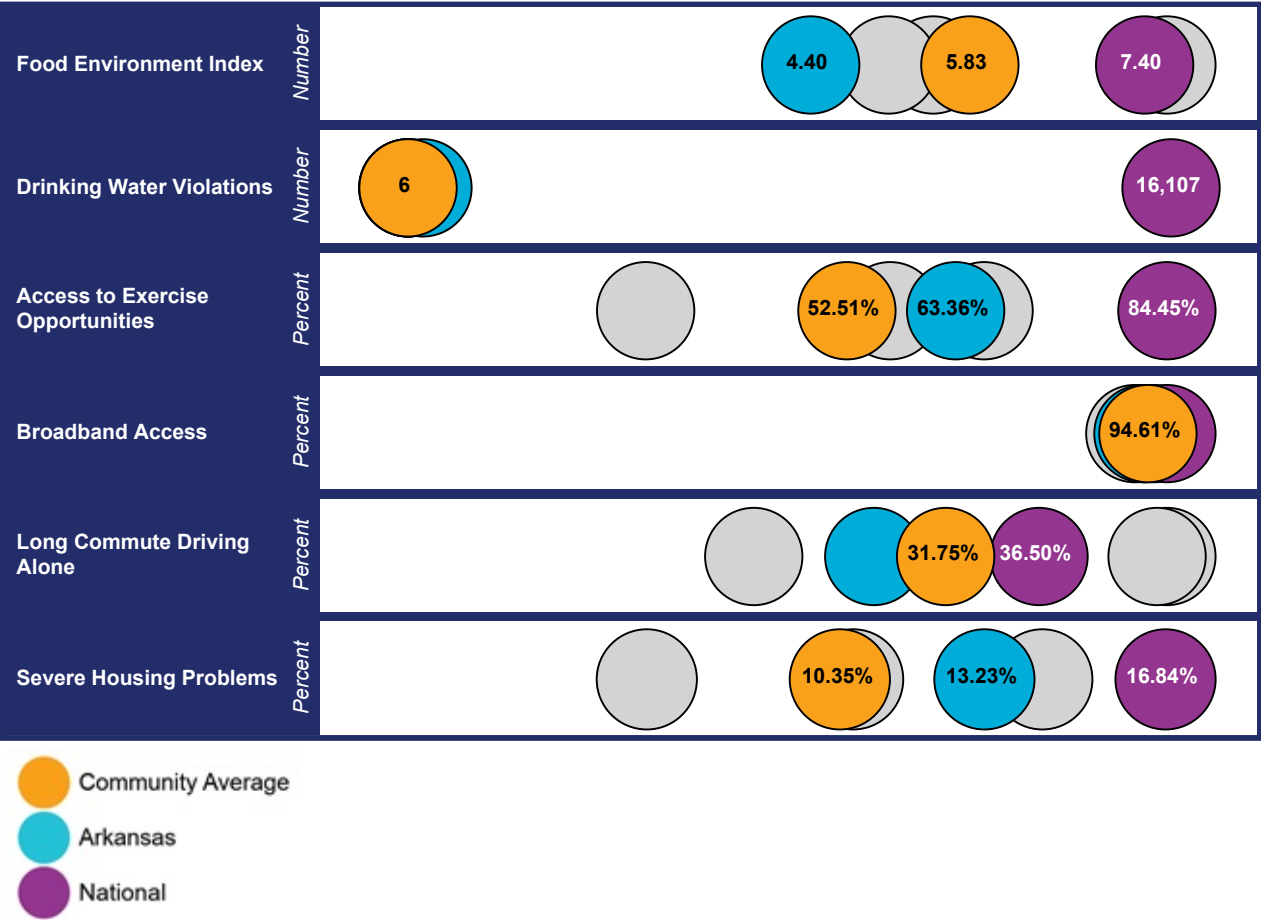 Food Environment Index
Number
4.40
5.83
7.40
Drinking Water Violations
Number
6
16,107
Access to Exercise
Opportunities
Percent
52.51%
63.36%
84.45%
Broadband Access
Percent
94.61%
Long Commute Driving
Alone
Percent
31.75%
36.50%
Severe Housing Problems
Percent
10.35%
13.23%
16.84%
Community Average
Arkansas
National